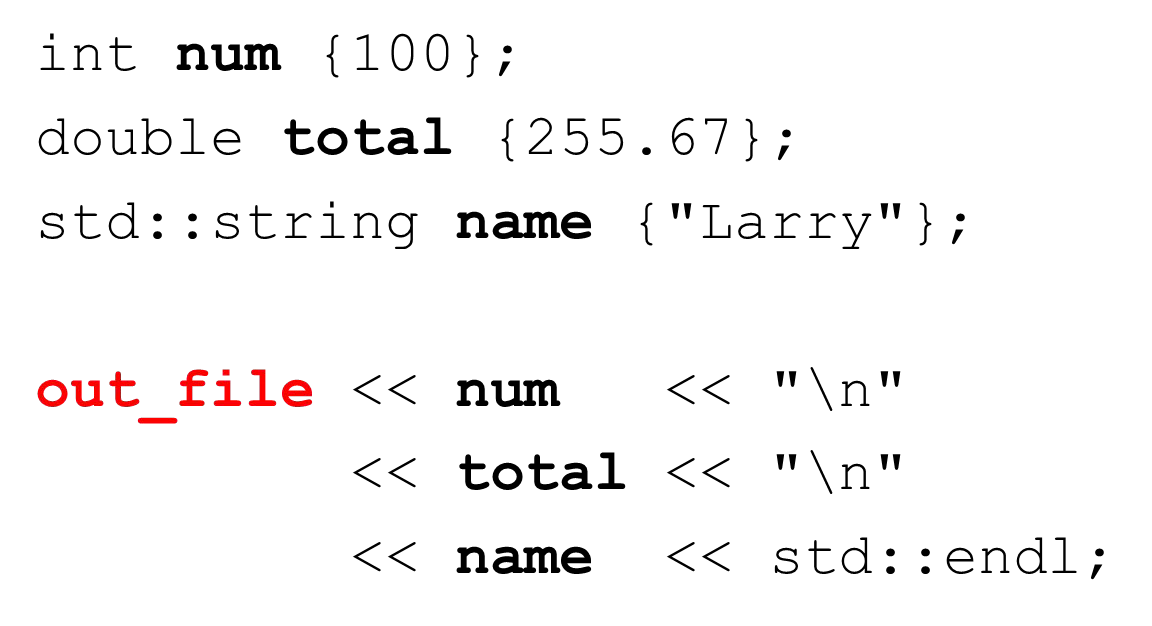 int num {100};
double total {255.67};
std::string name {"Larry"};
out_file << num << "\n"
<< total << "\n"
<< name << std::endl;